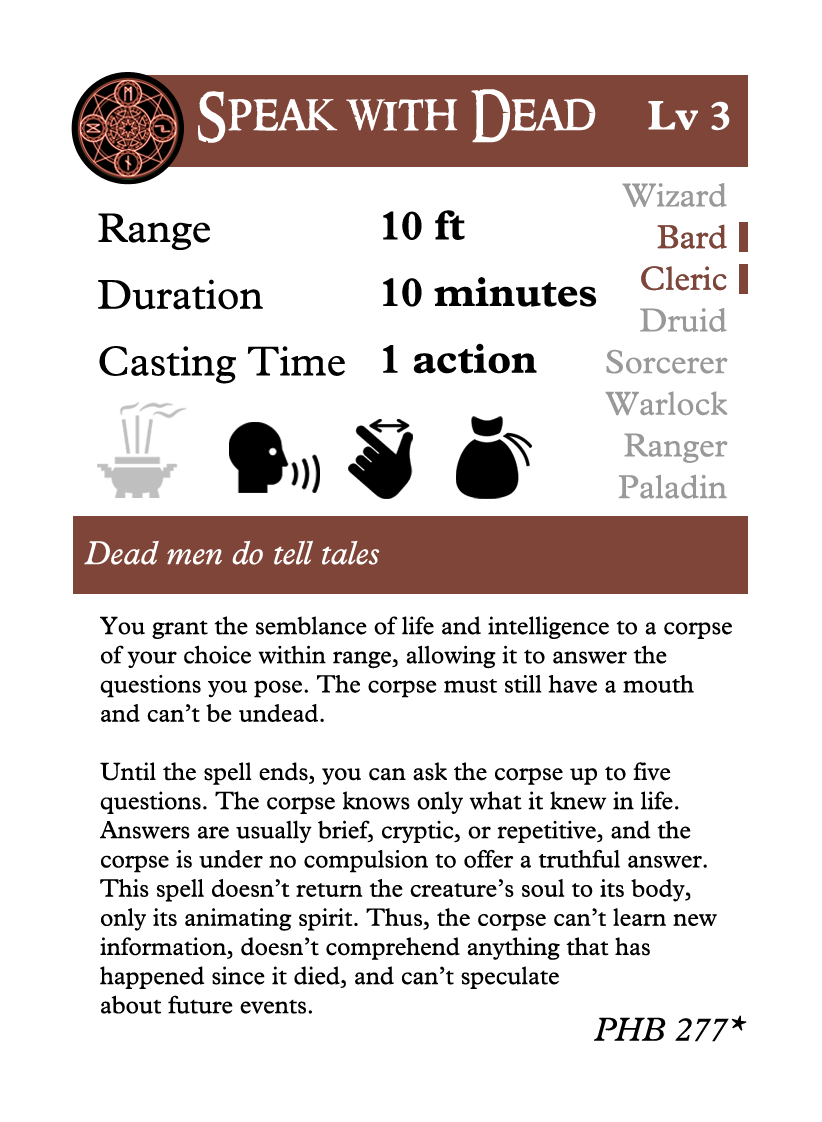 Speak with Dead Lv 3
Wizard
Range 10 ft
Bard
Cleric
Duration 10 minutes
Druid
Casting Time 1 action
Sorcerer
Warlock
Ranger
Paladin
Dead men do tell tales
You grant the semblance of life and intelligence to a corpse
of your choice within range, allowing it to answer the
questions you pose. The corpse must still have a mouth
and can’t be undead.
Until the spell ends, you can ask the corpse up to five
questions. The corpse knows only what it knew in life.
Answers are usually brief, cryptic, or repetitive, and the
corpse is under no compulsion to offer a truthful answer.
This spell doesn’t return the creature’s soul to its body,
only its animating spirit. Thus, the corpse can’t learn new
information, doesn’t comprehend anything that has
happened since it died, and can’t speculate
about future events.
PHB 277*